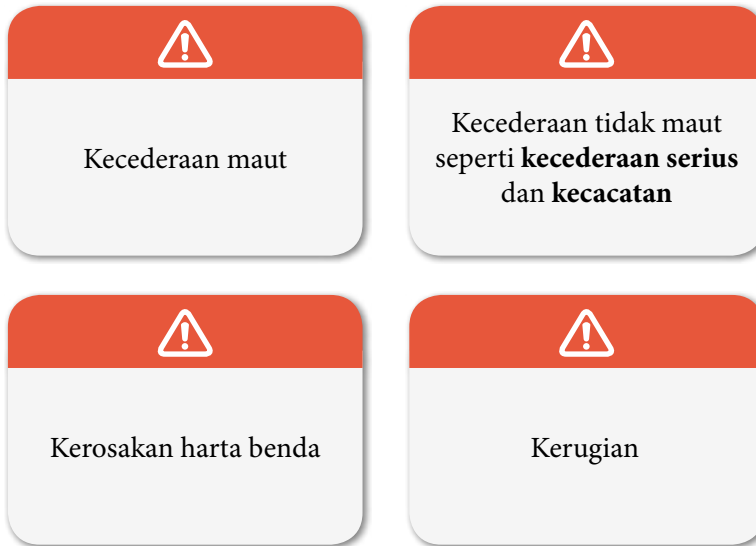 Kecederaan maut
Kecederaan tidak maut
seperti kecederaan serius
dan kecacatan
Kerosakan harta benda
Kerugian